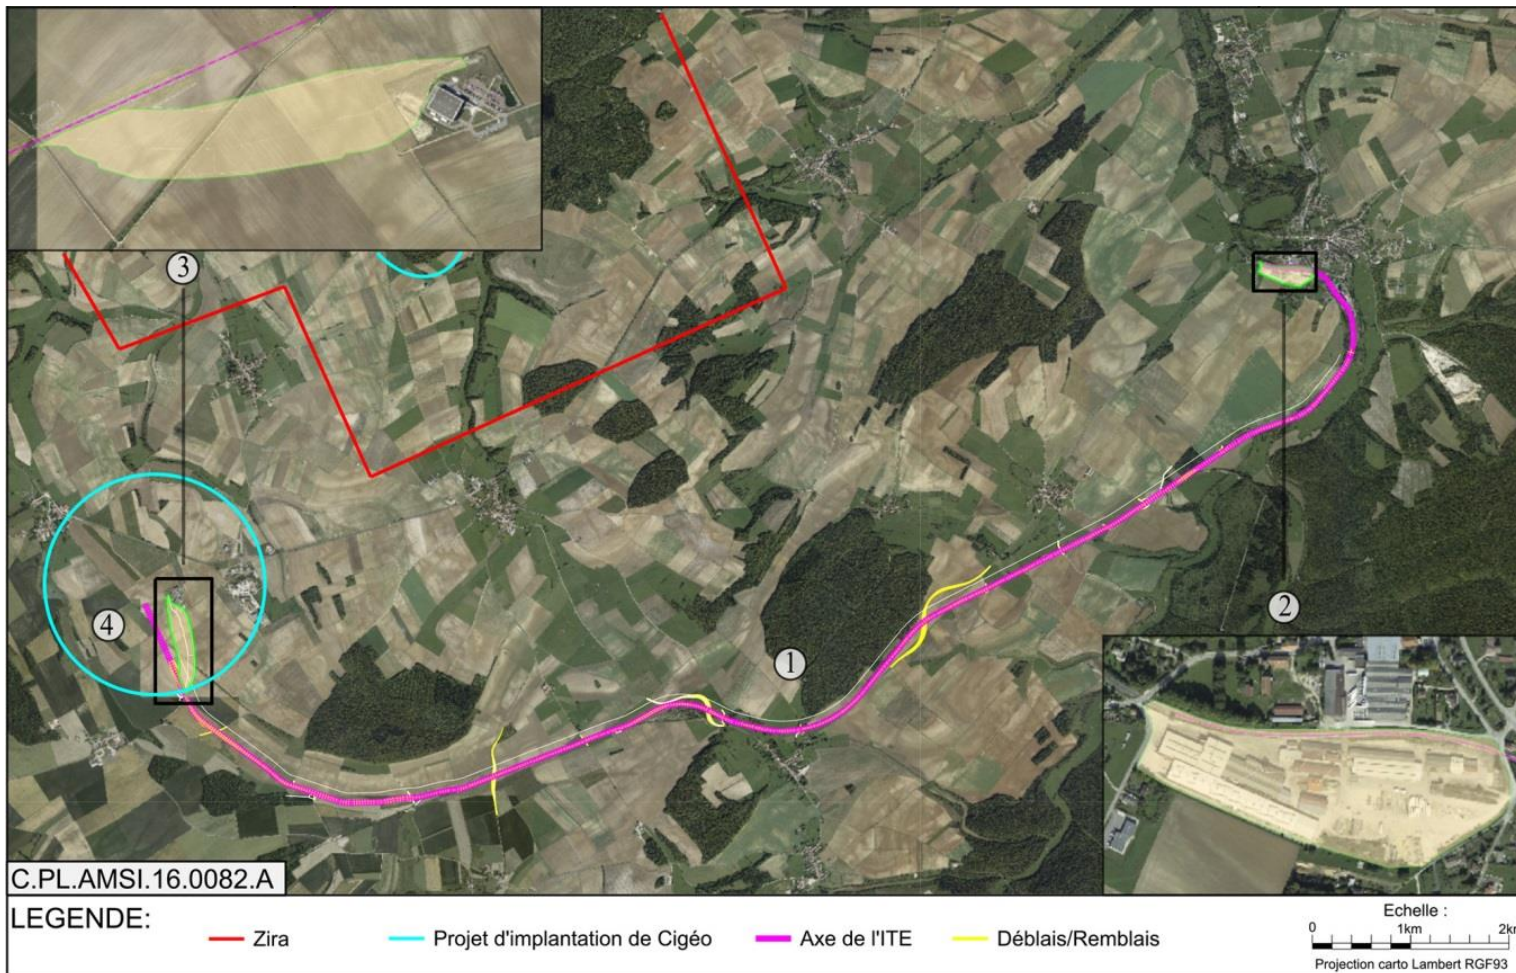 3
4
1
2
C.PL.AMSI.16.0082.A
LEGENDE:
Zira
Projet d'implantation de Cigéo
Axe de l'ITE
Déblais/Remblais
Echelle :
0 1km 2k
Projection carto Lambert RGF93